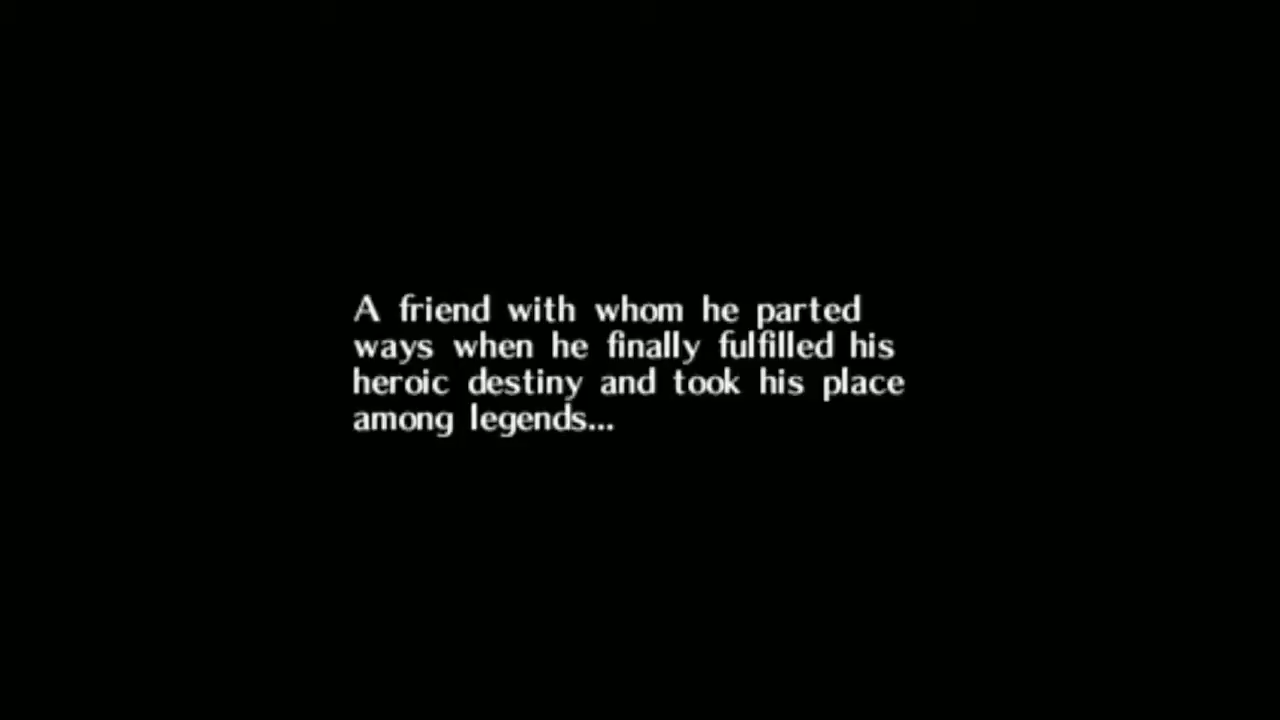 A friend with whom he parted
ways when he finally fulfilled his
heroic destiny and took his place
among legends...